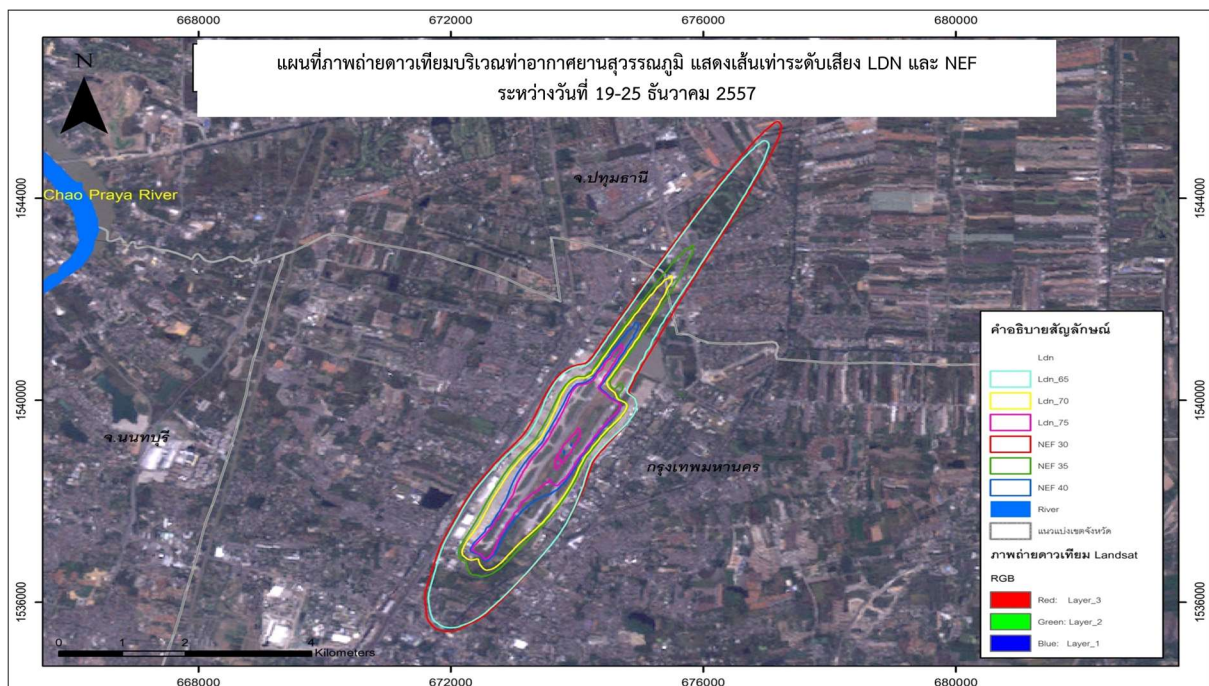 668000 672000 676000 680000
แผนที่ภาพถ่ายดาวเทียมบริเวณท่าอากาศยานสุวรรณภูมิ แสดงเส้นเท่าระดับเสียง LDN และ NEF
ระหว่างวันที่ 19-25 ธันวาคม 2557
N
จ.ปทุมธานี
Chao Praya River
1544000 1544000
คำอธิบายสัญลักษณ์
Ldn
Ldn_65
Ldn_70
Ldn_75
NEF 30
NEF 35
NEF 40
River
แนวแบ่งเขตจังหวัด
ภาพถ่ายดาวเทียม Landsat
RGB
Red: Layer_3
Green: Layer_2
Blue: Layer_1
1540000 1540000
จ.นนทบุรี
กรุงเทพมหานคร
1536000 1536000
0 1 2 4
Kilometers
668000 672000 676000 680000